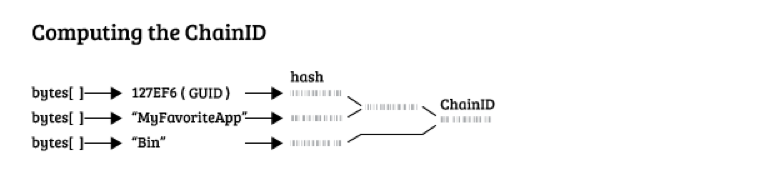 Computing the ChainID
hash
bytes[ ] 127EF6 ( GUID )
ChainID
bytes[ ] “MyFavoriteApp”
bytes[ ] “Bin”